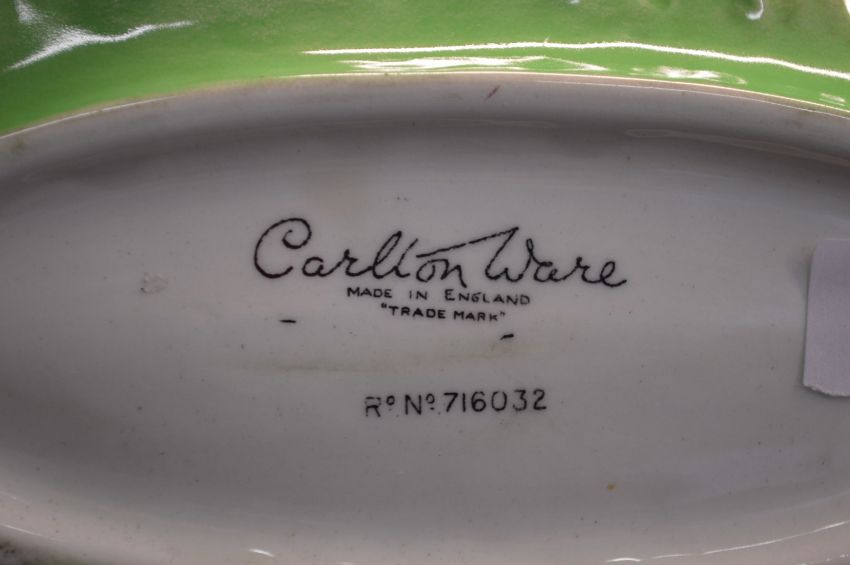 Carlton Ware
MADE IN ENGLAND
"TRADE MARK"
Rº. Nº. 716032